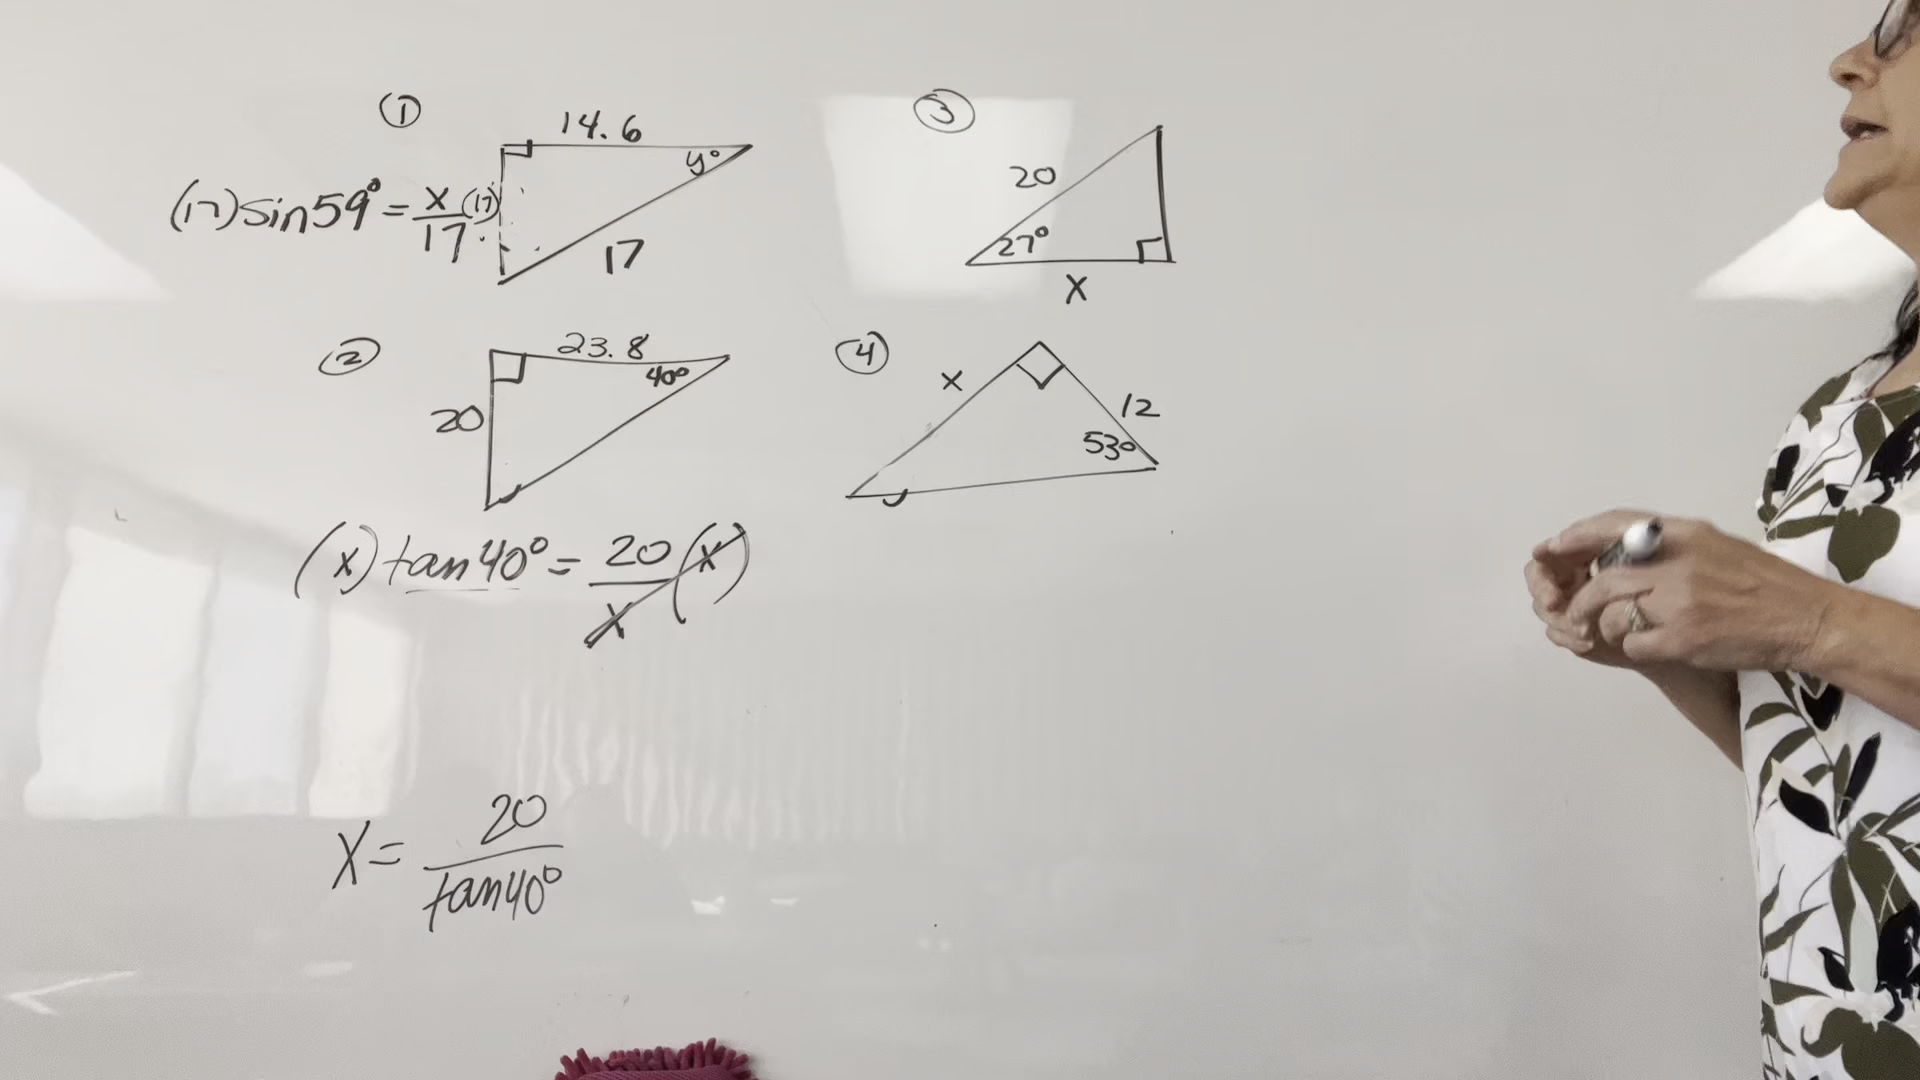 ①
14.6
y°
(17) sin 59° = x/17 (17)
17
②
23.8
40°
20
(x) tan 40° = 20/x (x)
x = 20/tan 40°
③
20
27°
x
④
x
12
53°